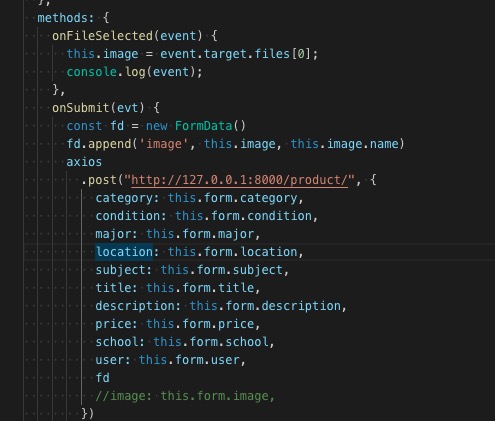 },
methods: {
onFileSelected(event) {
this.image = event.target.files[0];
console.log(event);
},
onSubmit(evt) {
const fd = new FormData()
fd.append('image', this.image, this.image.name)
axios
.post("http://127.0.0.1:8000/product/", {
category: this.form.category,
condition: this.form.condition,
major: this.form.major,
location: this.form.location,
subject: this.form.subject,
title: this.form.title,
description: this.form.description,
price: this.form.price,
school: this.form.school,
user: this.form.user,
fd
//image: this.form.image,
})